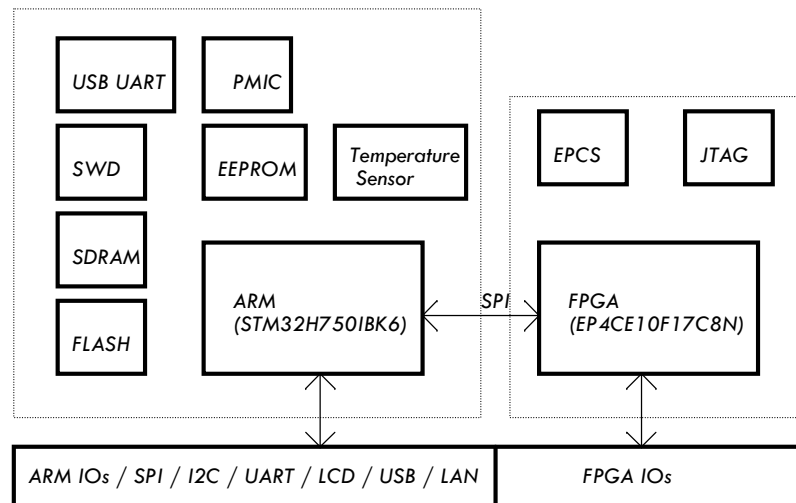 USB UART
PMIC
SWD
EEPROM
Temperature
Sensor
EPCS
JTAG
SDRAM
ARM
(STM32H750IBK6)
SPI
FPGA
(EP4CE10F17C8N)
FLASH
ARM IOs / SPI / I2C / UART / LCD / USB / LAN
FPGA IOs